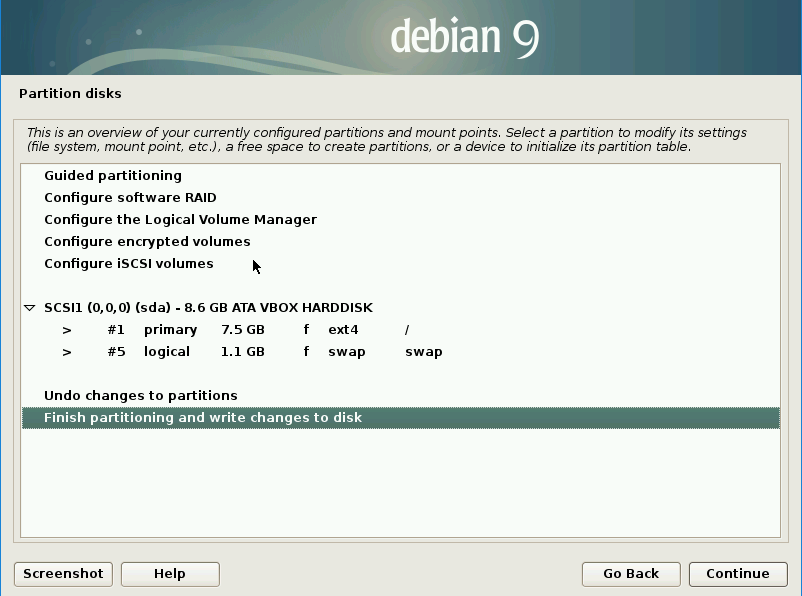 debian 9
Partition disks
This is an overview of your currently configured partitions and mount points. Select a partition to modify its settings
(file system, mount point, etc.), a free space to create partitions, or a device to initialize its partition table.
Guided partitioning
Configure software RAID
Configure the Logical Volume Manager
Configure encrypted volumes
Configure iSCSI volumes
SCSI1 (0,0,0) (sda) - 8.6 GB ATA VBOX HARDDISK
> #1 primary 7.5 GB f ext4 /
> #5 logical 1.1 GB f swap swap
Undo changes to partitions
Finish partitioning and write changes to disk
Screenshot Help Go Back Continue